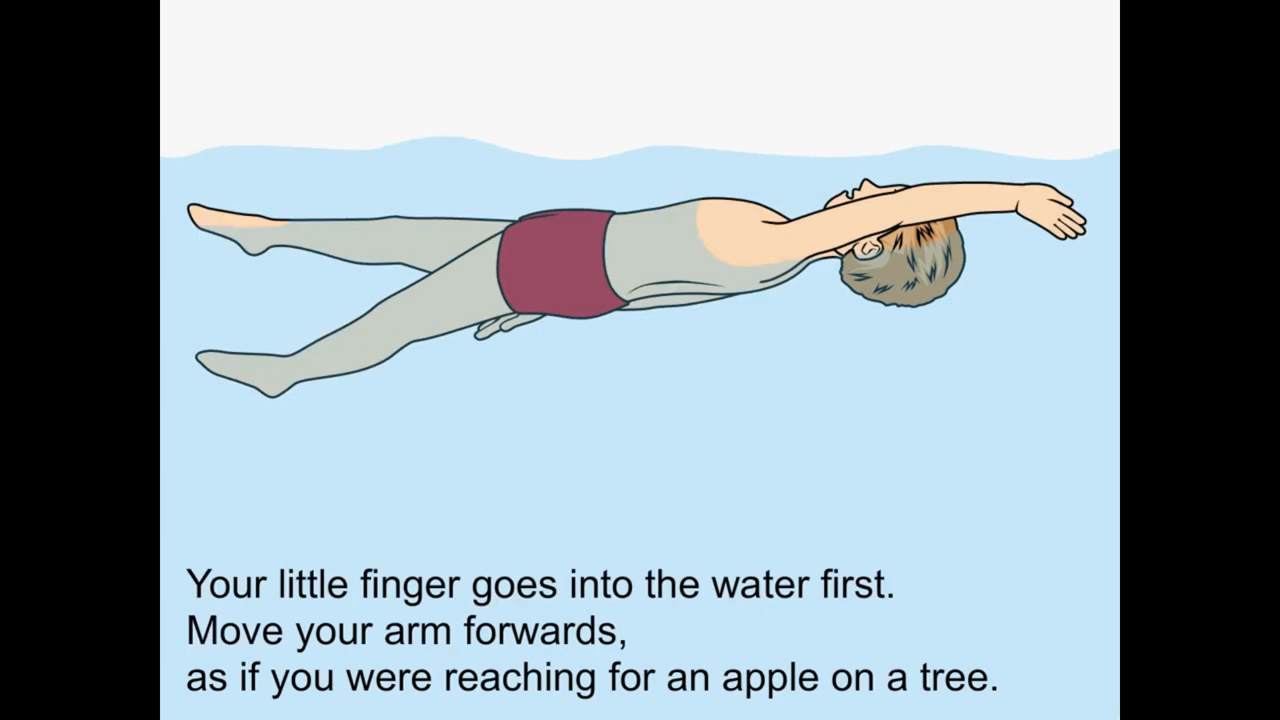 Your little finger goes into the water first.
Move your arm forwards,
as if you were reaching for an apple on a tree.